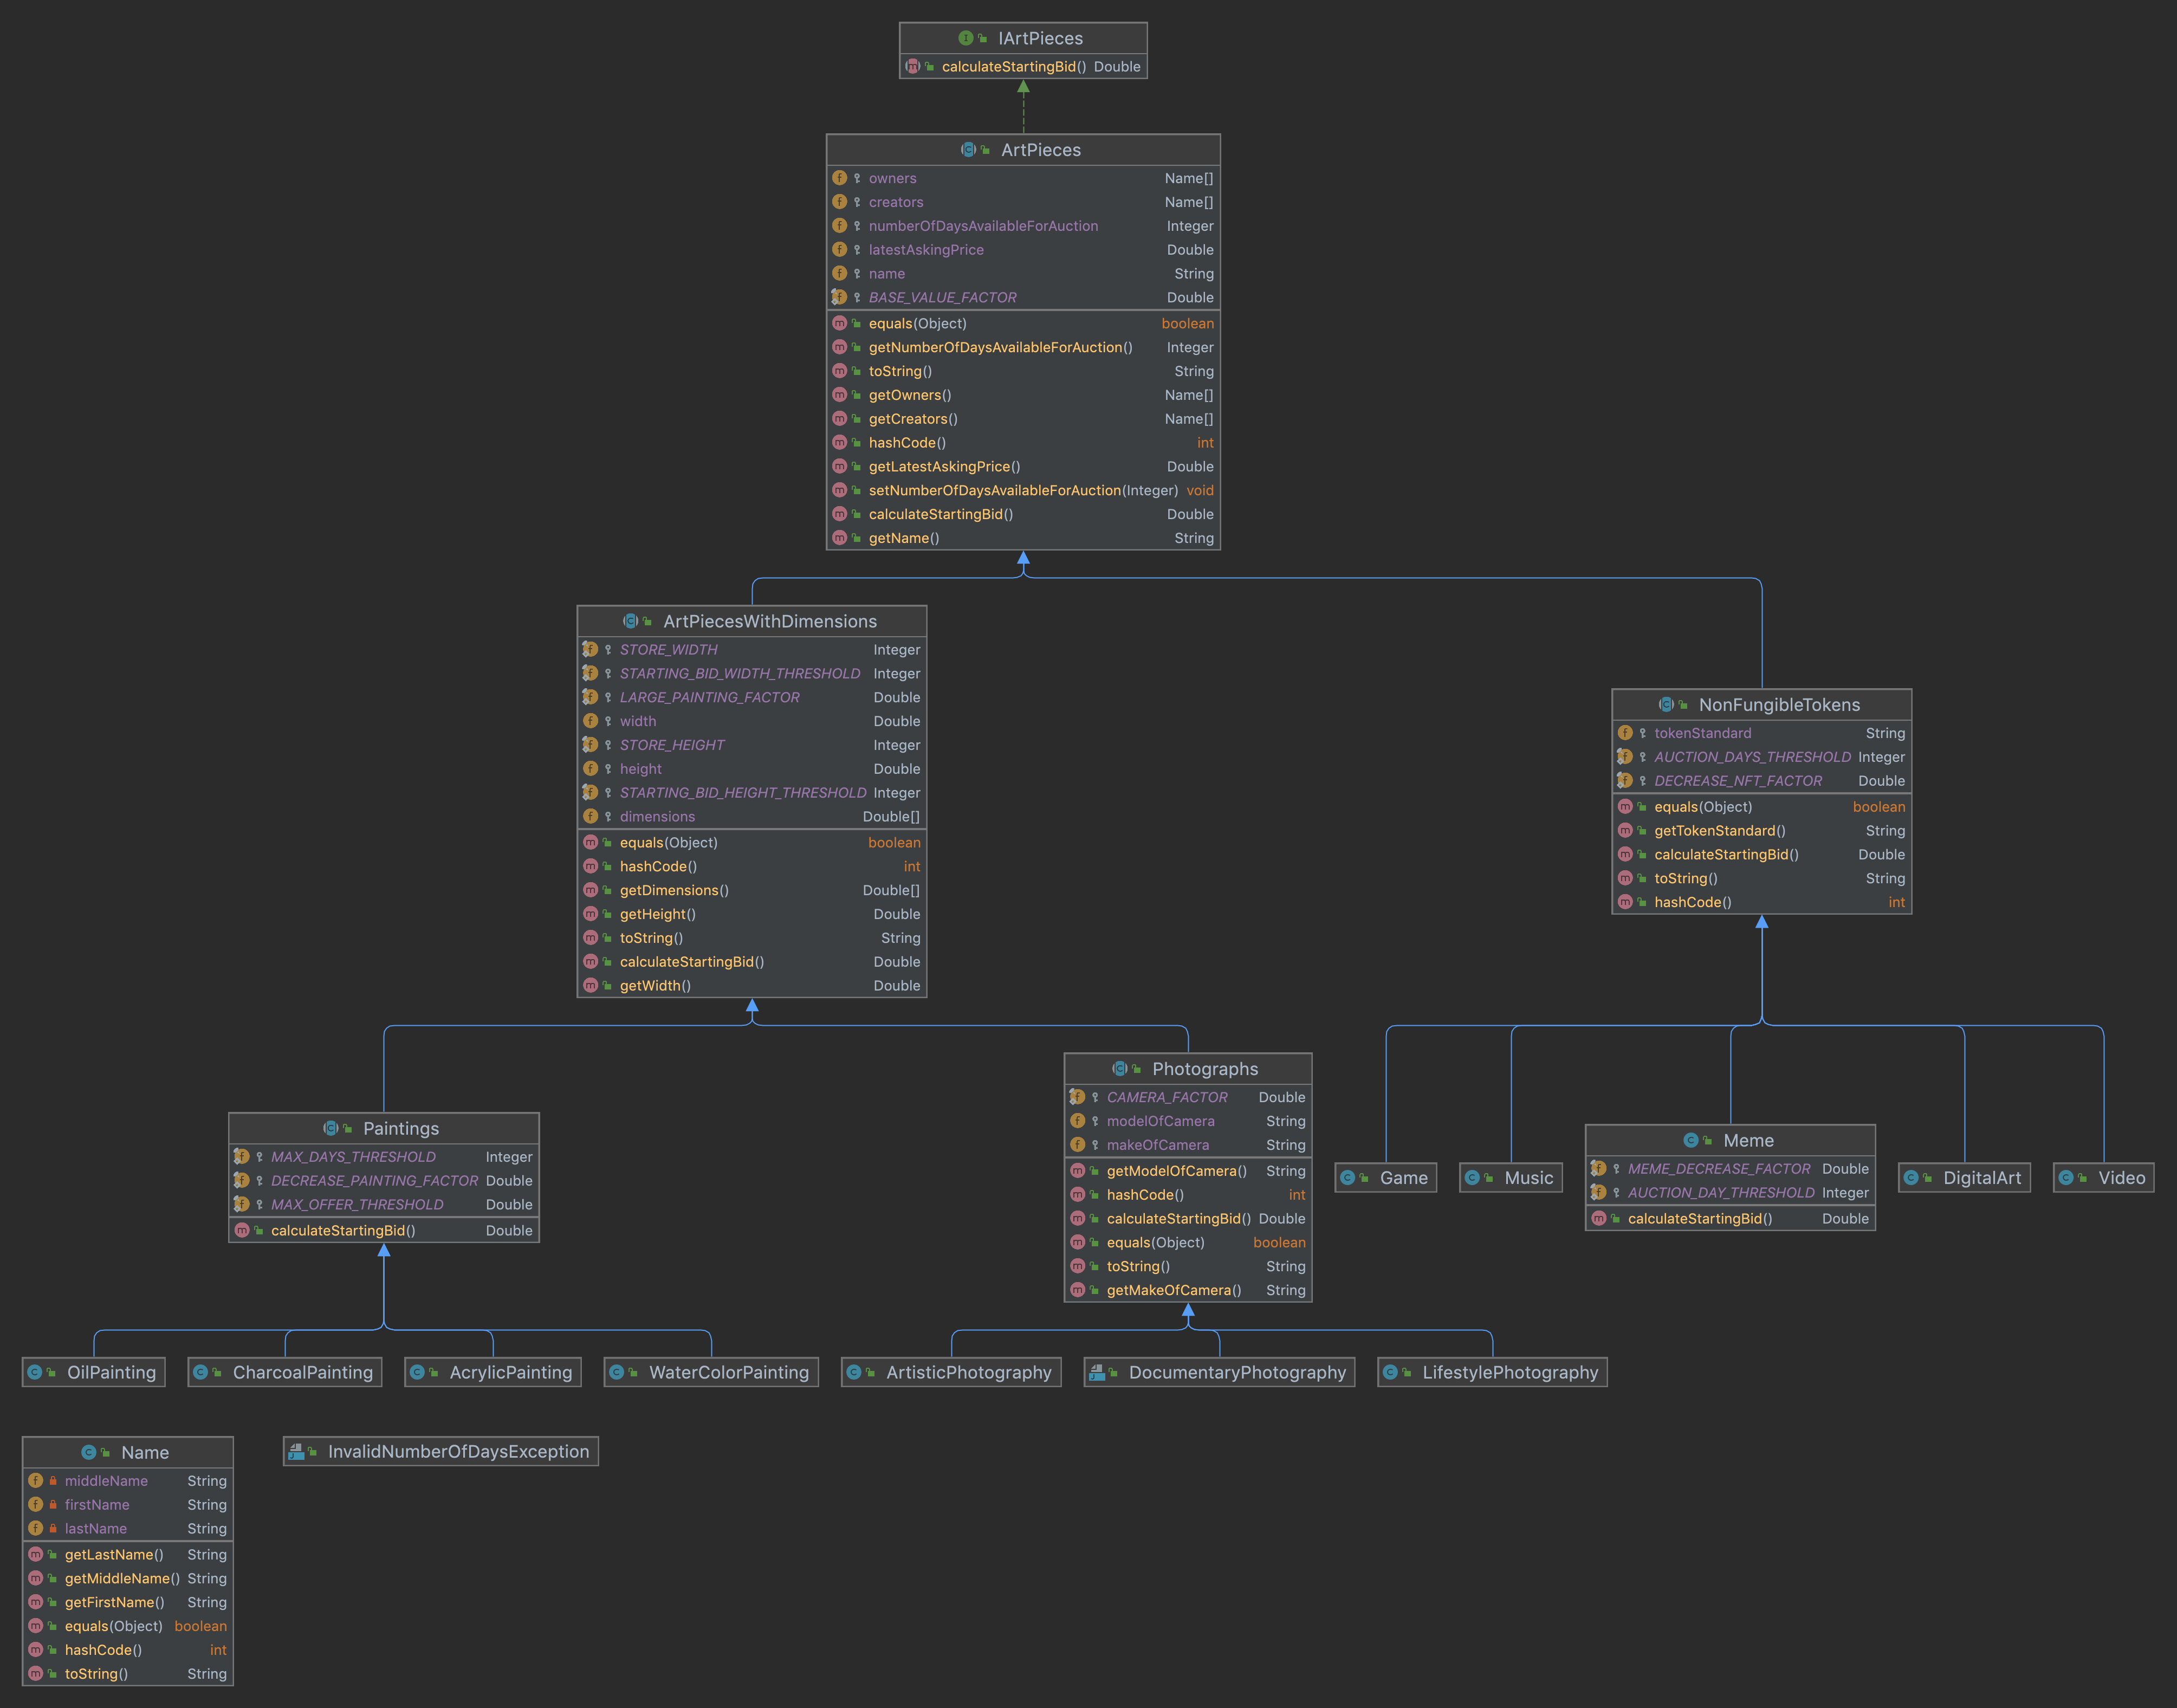 IArtPieces
calculateStartingBid() Double
ArtPieces
owners Name[]
creators Name[]
numberOfDaysAvailableForAuction Integer
latestAskingPrice Double
name String
BASE_VALUE_FACTOR Double
equals(Object) boolean
getNumberOfDaysAvailableForAuction() Integer
toString() String
getOwners() Name[]
getCreators() Name[]
hashCode() int
getLatestAskingPrice() Double
setNumberOfDaysAvailableForAuction(Integer) void
calculateStartingBid() Double
getName() String
ArtPiecesWithDimensions
STORE_WIDTH Integer
STARTING_BID_WIDTH_THRESHOLD Integer
LARGE_PAINTING_FACTOR Double
width Double
STORE_HEIGHT Integer
height Double
STARTING_BID_HEIGHT_THRESHOLD Integer
dimensions Double[]
equals(Object) boolean
hashCode() int
getDimensions() Double[]
getHeight() Double
toString() String
calculateStartingBid() Double
getWidth() Double
NonFungibleTokens
tokenStandard String
AUCTION_DAYS_THRESHOLD Integer
DECREASE_NFT_FACTOR Double
equals(Object) boolean
getTokenStandard() String
calculateStartingBid() Double
toString() String
hashCode() int
Paintings
MAX_DAYS_THRESHOLD Integer
DECREASE_PAINTING_FACTOR Double
MAX_OFFER_THRESHOLD Double
calculateStartingBid() Double
Photographs
CAMERA_FACTOR Double
modelOfCamera String
makeOfCamera String
getModelOfCamera() String
hashCode() int
calculateStartingBid() Double
equals(Object) boolean
toString() String
getMakeOfCamera() String
Game
Music
Meme
MEME_DECREASE_FACTOR Double
AUCTION_DAY_THRESHOLD Integer
calculateStartingBid() Double
DigitalArt
Video
OilPainting
CharcoalPainting
AcrylicPainting
WaterColorPainting
ArtisticPhotography
DocumentaryPhotography
LifestylePhotography
Name
middleName String
firstName String
lastName String
getLastName() String
getMiddleName() String
getFirstName() String
equals(Object) boolean
hashCode() int
toString() String
InvalidNumberOfDaysException